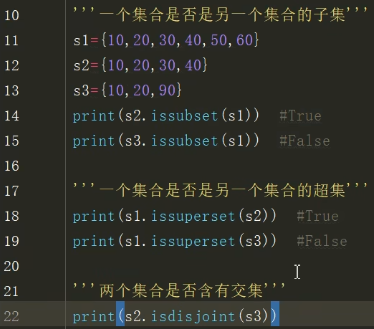 10 '''一个集合是否是另一个集合的子集'''
11 s1={10,20,30,40,50,60}
12 s2={10,20,30,40}
13 s3={10,20,90}
14 print(s2.issubset(s1))  #True
15 print(s3.issubset(s1))  #False
16
17 '''一个集合是否是另一个集合的超集'''
18 print(s1.issuperset(s2))  #True
19 print(s1.issuperset(s3))  #False
20
21 '''两个集合是否含有交集'''
22 print(s2.isdisjoint(s3))